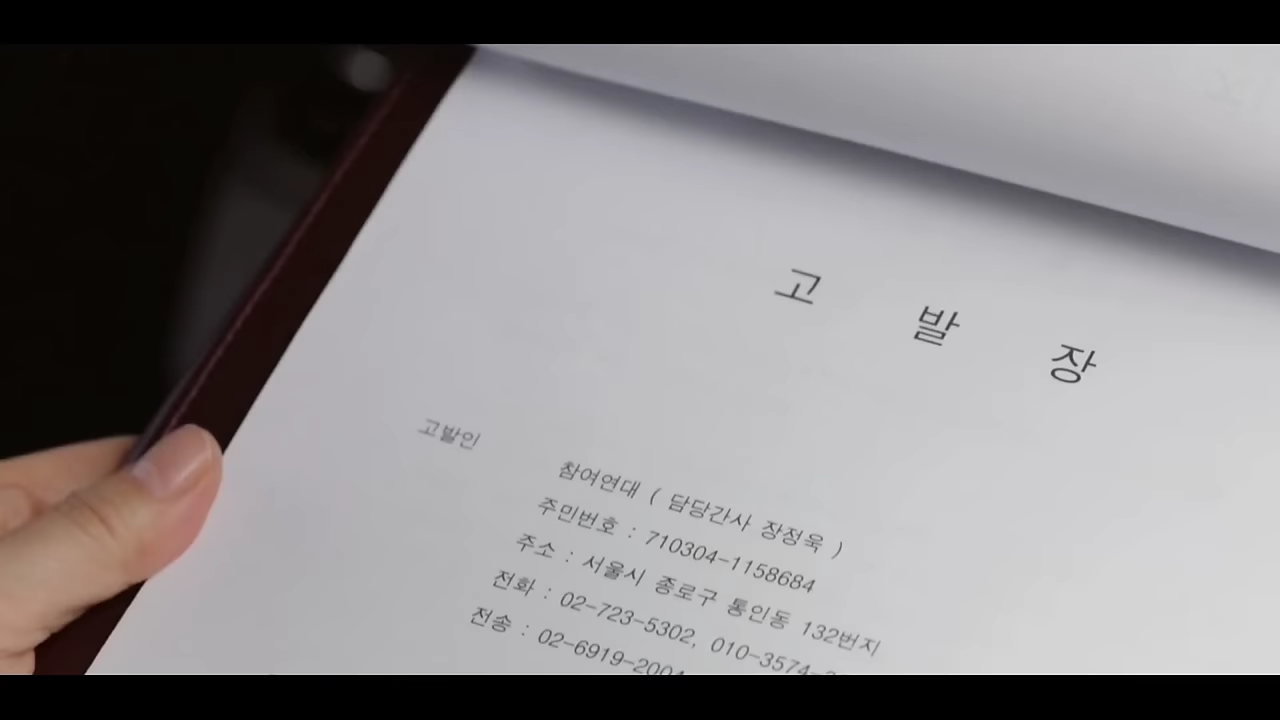 고 발 장
고발인
참여연대 ( 담당간사 장정욱 )
주민번호 : 710304-1158684
주소 : 서울시 종로구 통인동 132번지
전화 : 02-723-5302, 010-3574-
전송 : 02-6919-2004